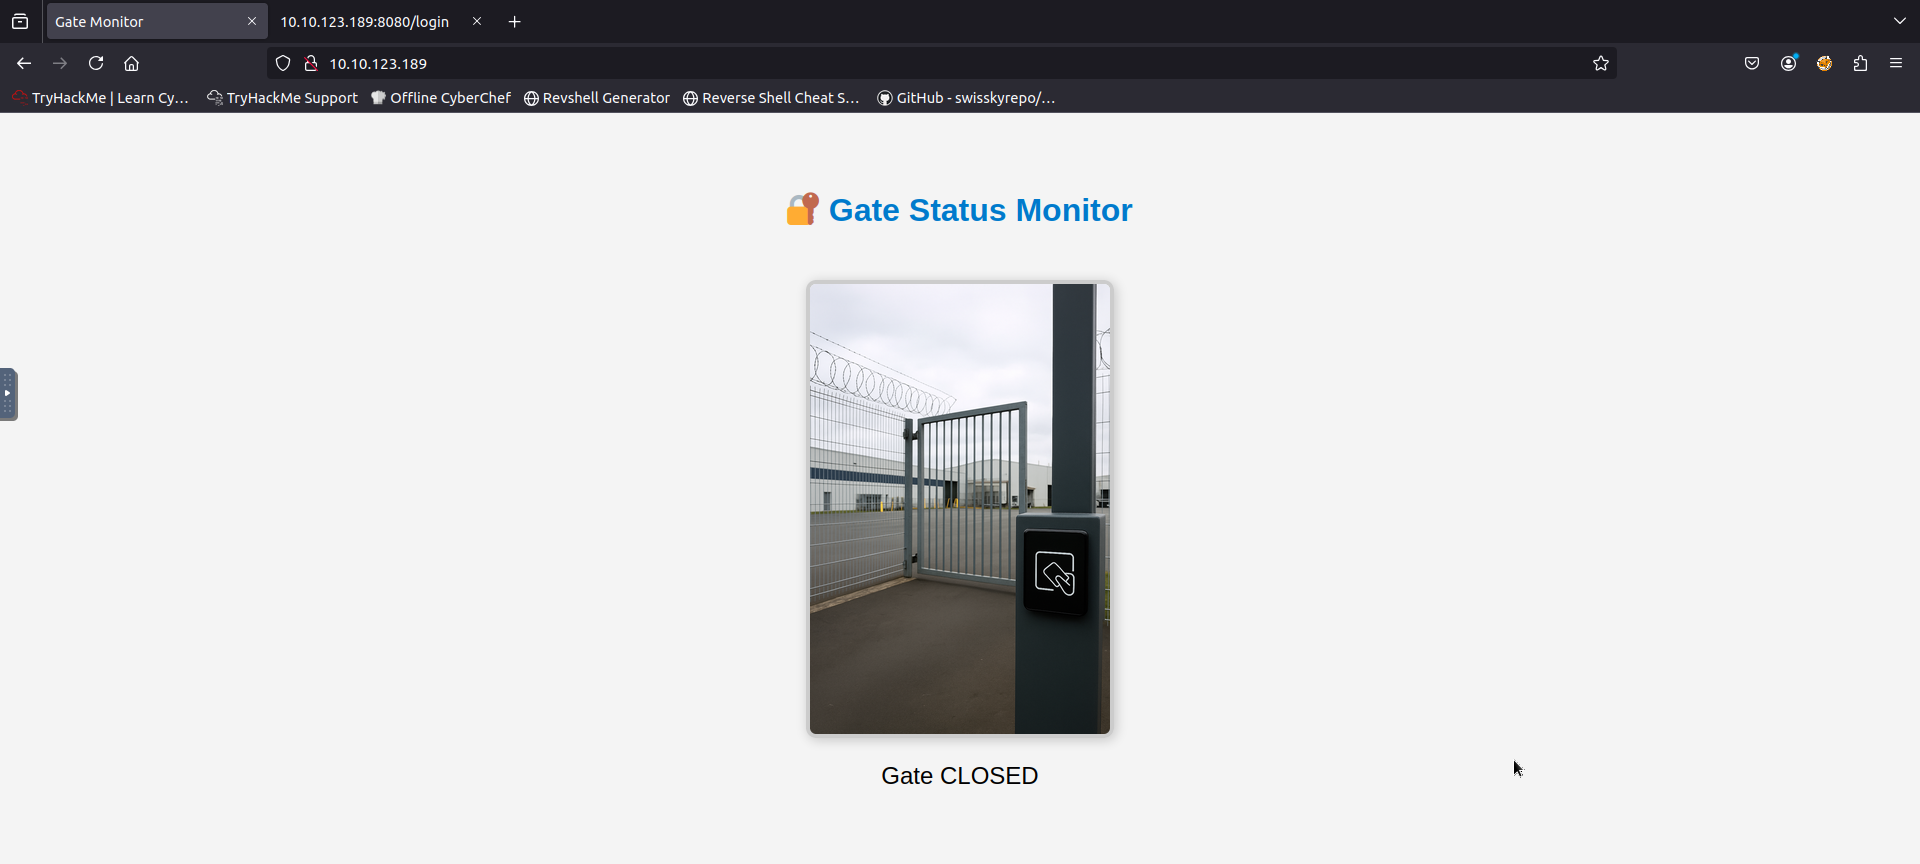 Gate Monitor
10.10.123.189:8080/login
10.10.123.189
TryHackMe | Learn Cy… TryHackMe Support Offline CyberChef Revshell Generator Reverse Shell Cheat S… GitHub - swisskyrepo/…
🔐 Gate Status Monitor
Gate CLOSED